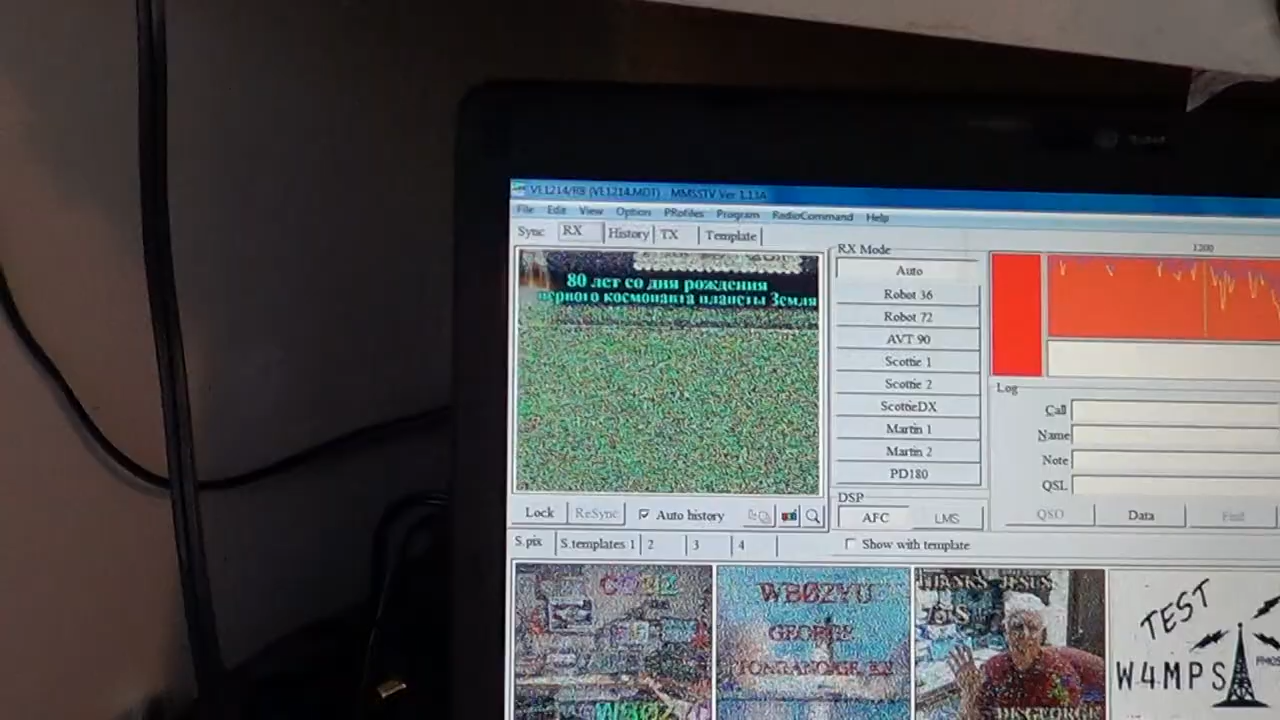 VE1214/RB (VE1214.MDT) - MMSSTV Ver 1.13A
File Edit View Option PRofiles Program RadioCommand Help
Sync RX History TX Template
RX Mode
1200
80 лет со дня рождения
первого космонавта планеты Земля
Auto
Robot 36
Robot 72
AVT 90
Scottie 1
Scottie 2
ScottieDX
Martin 1
Martin 2
PD180
Log
Call
Name
Note
QSL
QSO Data Find
DSP
AFC LMS
Lock ReSync Auto history
S.pix S.templates 1 2 3 4
Show with template
WB0ZYU
GEORGE
THANKS
TEST
W4MPS